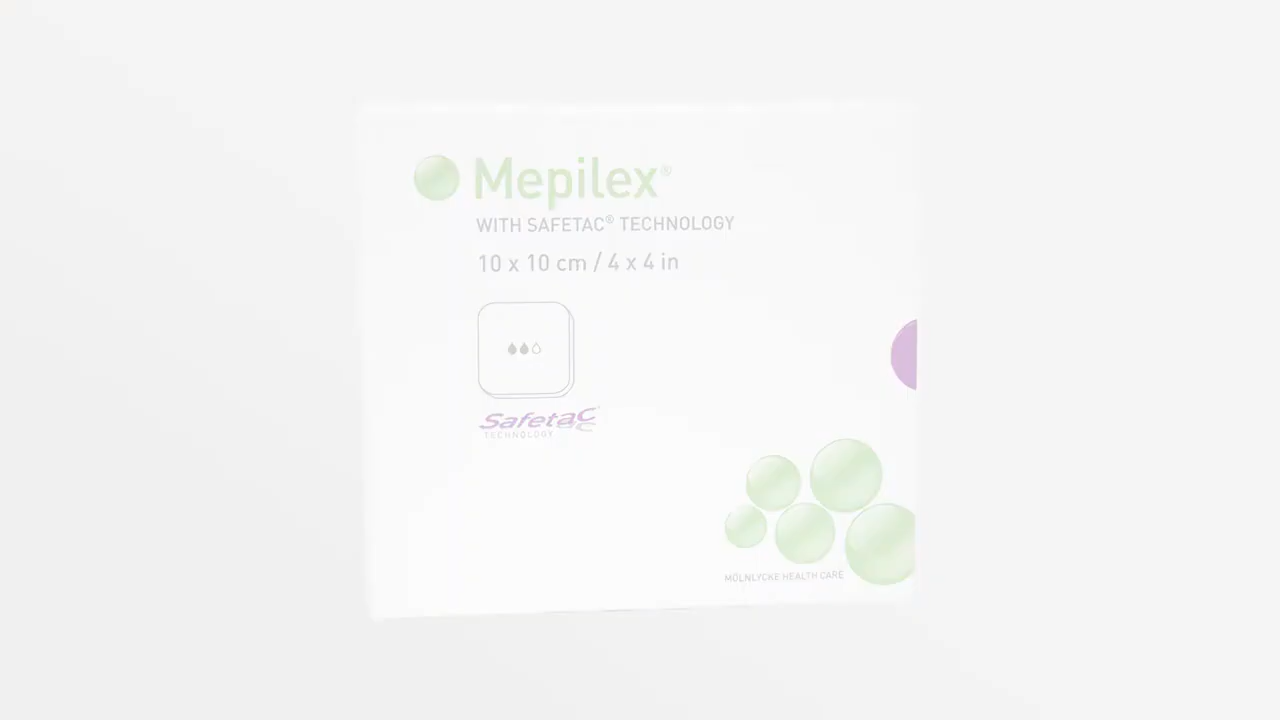 Mepilex®
WITH SAFETAC® TECHNOLOGY
10 x 10 cm / 4 x 4 in
Safetac
TECHNOLOGY
MÖLNLYCKE HEALTH CARE